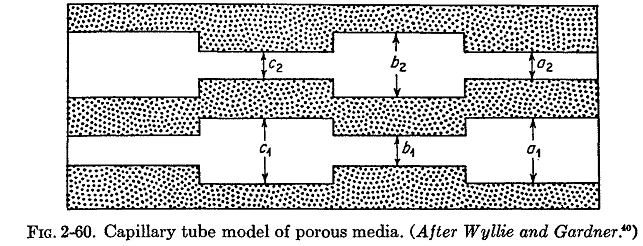 c2 b2 a2
c1 b1 a1
FIG. 2-60. Capillary tube model of porous media. (After Wyllie and Gardner.40)